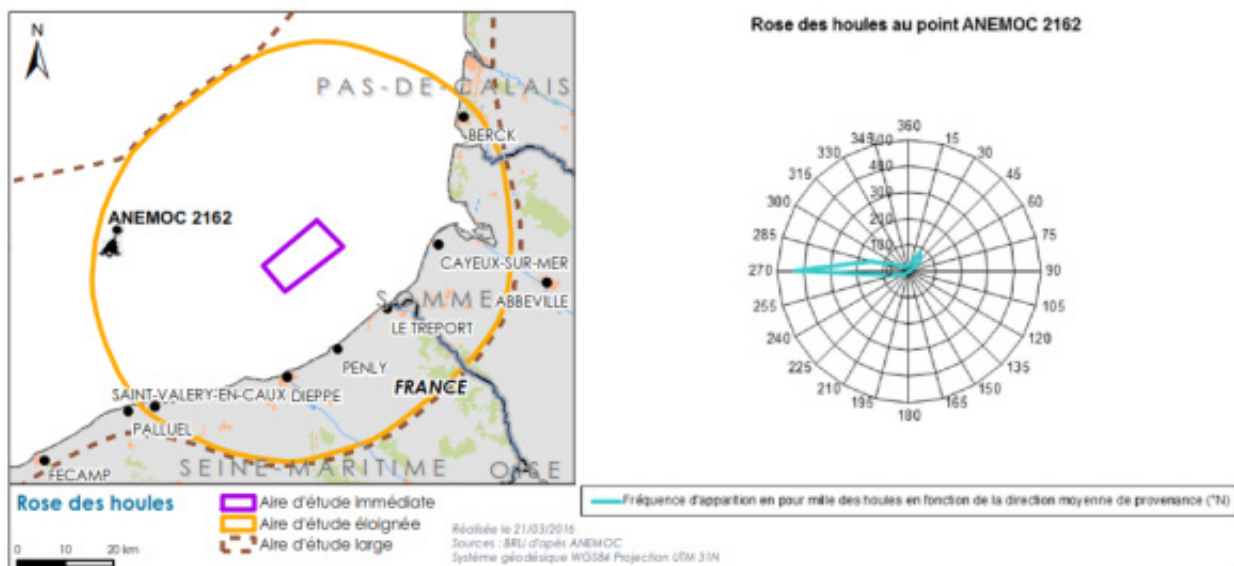 Rose des houles au point ANEMOC 2162
N
PAS-DE-CALAIS
BERCK
ANEMOC 2162
CAYEUX-SUR-MER
SOMME
ABBEVILLE
LE TREPORT
PENLY
FRANCE
SAINT-VALERY-EN-CAUX
DIEPPE
PALLUEL
SEINE-MARITIME
OISE
FECAMP
360
345
15
330
30
315
45
300
60
285
75
270
90
255
105
240
120
225
135
210
150
195
165
180
400
300
Rose des houles
Aire d'étude immédiate
Aire d'étude éloignée
Aire d'étude large
0 10 20 km
Réalisée le 21/03/2016
Sources : BRLi d'après ANEMOC
Système géodésique WGS84 Projection UTM 31N
Fréquence d'apparition en pour mille des houles en fonction de la direction moyenne de provenance (°N)